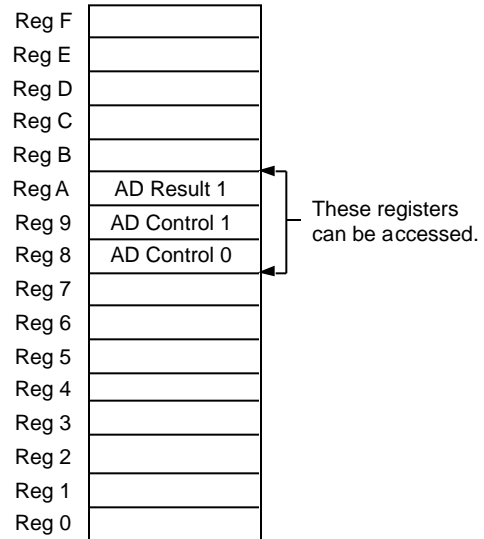 Reg F
Reg E
Reg D
Reg C
Reg B
Reg A AD Result 1
Reg 9 AD Control 1
Reg 8 AD Control 0
These registers
can be accessed.
Reg 7
Reg 6
Reg 5
Reg 4
Reg 3
Reg 2
Reg 1
Reg 0